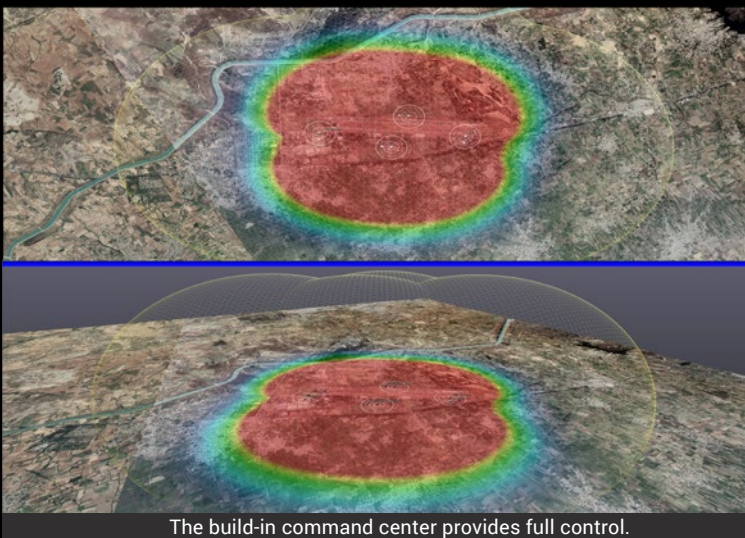 The build-in command center provides full control.